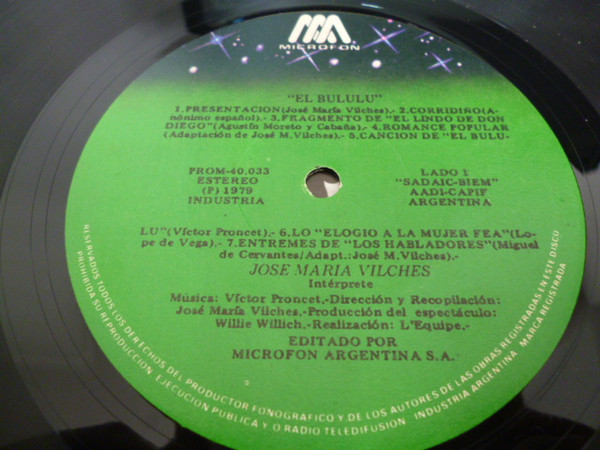 MICROFON
"EL BULULU"
1.PRESENTACION(José María Vilches).- 2.CORRIDIÑO(A-
nónimo español).- 3.FRAGMENTO DE "EL LINDO DE DON
DIEGO"(Agustín Moreto y Cabaña).- 4.ROMANCE POPULAR
(Adaptación de José M.Vilches).- 5.CANCION DE "EL BULU-
PROM-40.033
ESTEREO
(P) 1979
INDUSTRIA
LADO 1
"SADAIC-BIEM"
AADI-CAPIF
ARGENTINA
LU"(Víctor Proncet).- 6.LO "ELOGIO A LA MUJER FEA"(Lo-
pe de Vega).- 7.ENTREMES DE "LOS HABLADORES"(Miguel
de Cervantes/Adapt.:José M.Vilches).-
JOSE MARIA VILCHES
Intérprete
Música: Víctor Proncet.-Dirección y Recopilación:
José María Vilches.-Producción del espectáculo:
Willie Willich.-Realización: L'Equipe.-
EDITADO POR
MICROFON ARGENTINA S.A.
RESERVADOS TODOS LOS DERECHOS DEL PRODUCTOR FONOGRAFICO Y DE LOS AUTORES DE LAS OBRAS REGISTRADAS EN ESTE DISCO
PROHIBIDA SU REPRODUCCION EJECUCION PUBLICA Y O RADIO TELEDIFUSION INDUSTRIA ARGENTINA MARCA REGISTRADA